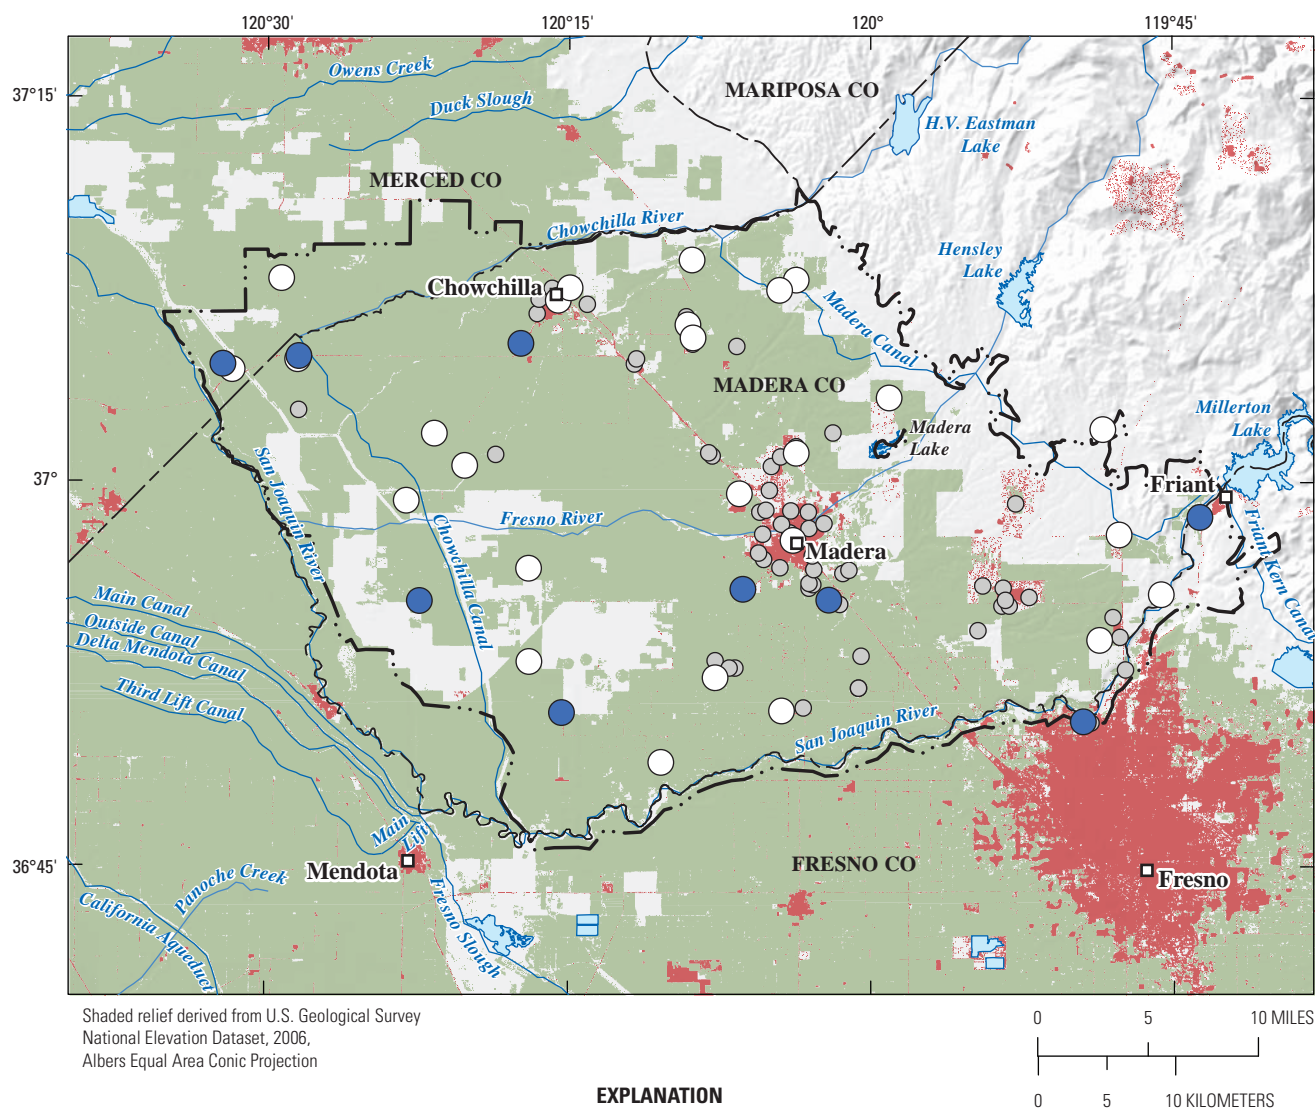 120°30'
120°15'
120°
119°45'
37°15'
Owens Creek
Duck Slough
MARIPOSA CO
H.V. Eastman
Lake
MERCED CO
Chowchilla River
Hensley
Lake
Chowchilla
Madera Canal
MADERA CO
Millerton
Lake
Madera
Lake
37°
Friant
San Joaquin River
Fresno River
Chowchilla Canal
Madera
Friant Kern Canal
Main Canal
Outside Canal
Delta Mendota Canal
Third Lift Canal
San Joaquin River
Main
Lift
36°45'
Mendota
FRESNO CO
Fresno
Panoche Creek
California Aqueduct
Fresno Slough
Shaded relief derived from U.S. Geological Survey
National Elevation Dataset, 2006,
Albers Equal Area Conic Projection
0 5 10 MILES
0 5 10 KILOMETERS
EXPLANATION